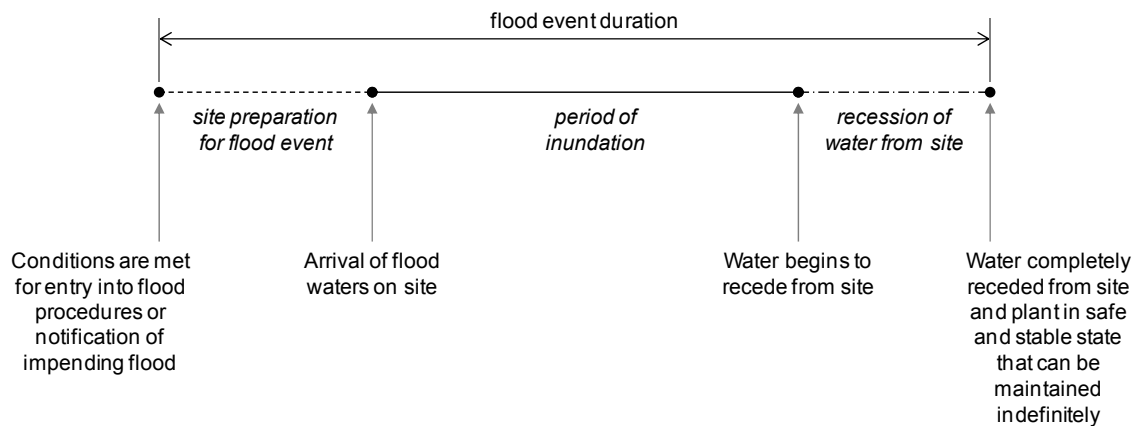 flood event duration
site preparation
for flood event
period of
inundation
recession of
water from site
Conditions are met
for entry into flood
procedures or
notification of
impending flood
Arrival of flood
waters on site
Water begins to
recede from site
Water completely
receded from site
and plant in safe
and stable state
that can be
maintained
indefinitely